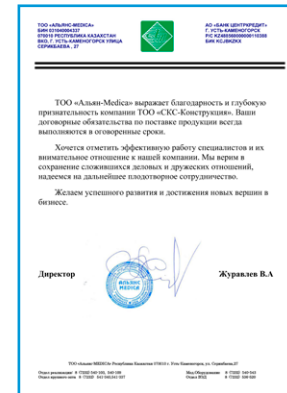 ТОО «АЛЬЯНС-MEDICA»
БИН 031040004337
070010 РЕСПУБЛИКА КАЗАХСТАН
ВКО, Г. УСТЬ-КАМЕНОГОРСК УЛИЦА
СЕРИКБАЕВА , 27
АО «БАНК ЦЕНТРКРЕДИТ»
Г. УСТЬ-КАМЕНОГОРСК
БИК KCJBKZKX
ТОО «Альян-Medica» выражает благодарность и глубокую
признательность компании ТОО «СКС-Конструкция». Ваши
договорные обязательства по поставке продукции всегда
выполняются в оговоренные сроки.
Хочется отметить эффективную работу специалистов и их
внимательное отношение к нашей компании. Мы верим в
сохранение сложившихся деловых и дружеских отношений,
надеемся на дальнейшее плодотворное сотрудничество.
Желаем успешного развития и достижения новых вершин в
бизнесе.
Директор
АЛЬЯНС
MEDICA
Журавлев В.А